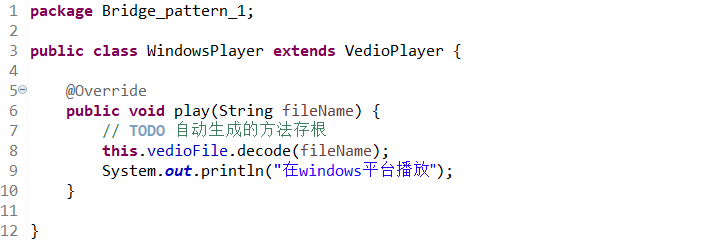 1 package Bridge_pattern_1;
2
3 public class WindowsPlayer extends VedioPlayer {
4
5 @Override
6 public void play(String fileName) {
7 // TODO 自动生成的方法存根
8 this.vedioFile.decode(fileName);
9 System.out.println("在windows平台播放");
10 }
11
12 }